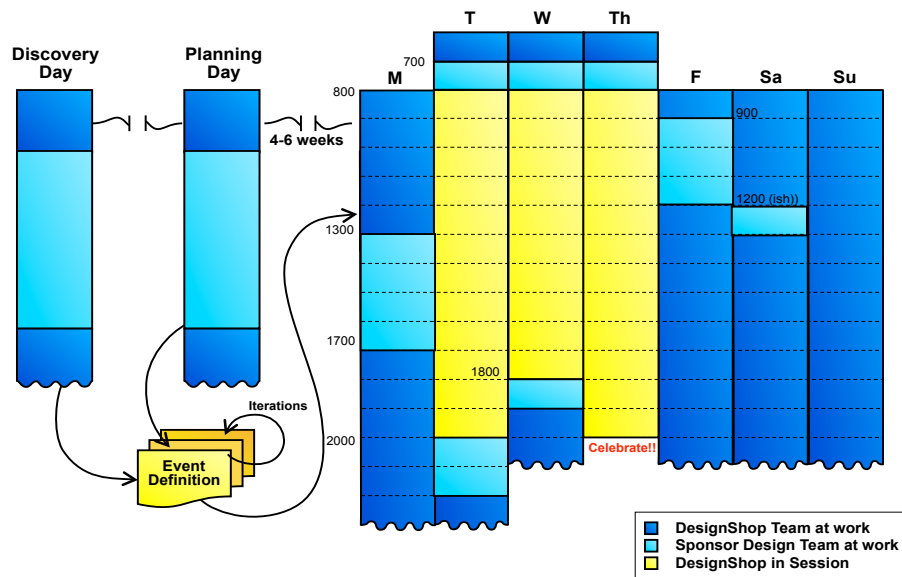 T W Th
Discovery
Day
Planning
Day
M
700
F Sa Su
800
900
4-6 weeks
1200 (ish))
1300
1700
1800
Iterations
2000
Celebrate!!
Event
Definition
DesignShop Team at work
Sponsor Design Team at work
DesignShop in Session